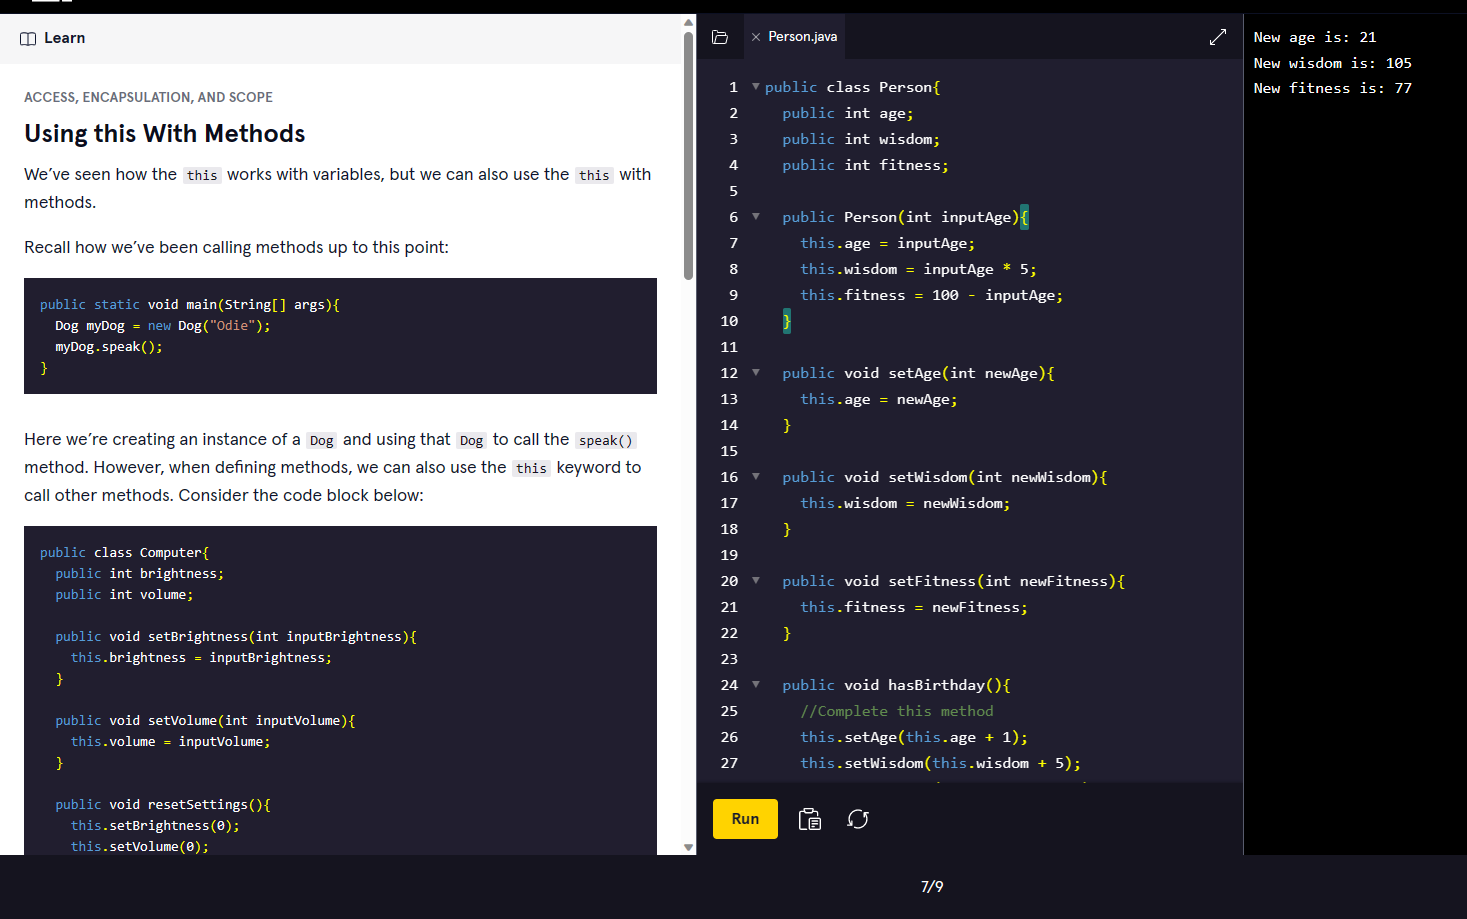 Learn
ACCESS, ENCAPSULATION, AND SCOPE
Using this With Methods
We’ve seen how the this works with variables, but we can also use the this with
methods.
Recall how we’ve been calling methods up to this point:
public static void main(String[] args){
  Dog myDog = new Dog("Odie");
  myDog.speak();
}
Here we’re creating an instance of a Dog and using that Dog to call the speak()
method. However, when defining methods, we can also use the this keyword to
call other methods. Consider the code block below:
public class Computer{
  public int brightness;
  public int volume;
  public void setBrightness(int inputBrightness){
    this.brightness = inputBrightness;
  }
  public void setVolume(int inputVolume){
    this.volume = inputVolume;
  }
  public void resetSettings(){
    this.setBrightness(0);
    this.setVolume(0);
Person.java
1 public class Person{
2   public int age;
3   public int wisdom;
4   public int fitness;
5
6   public Person(int inputAge){
7     this.age = inputAge;
8     this.wisdom = inputAge * 5;
9     this.fitness = 100 - inputAge;
10   }
11
12   public void setAge(int newAge){
13     this.age = newAge;
14   }
15
16   public void setWisdom(int newWisdom){
17     this.wisdom = newWisdom;
18   }
19
20   public void setFitness(int newFitness){
21     this.fitness = newFitness;
22   }
23
24   public void hasBirthday(){
25     //Complete this method
26     this.setAge(this.age + 1);
27     this.setWisdom(this.wisdom + 5);
Run
New age is: 21
New wisdom is: 105
New fitness is: 77
7/9